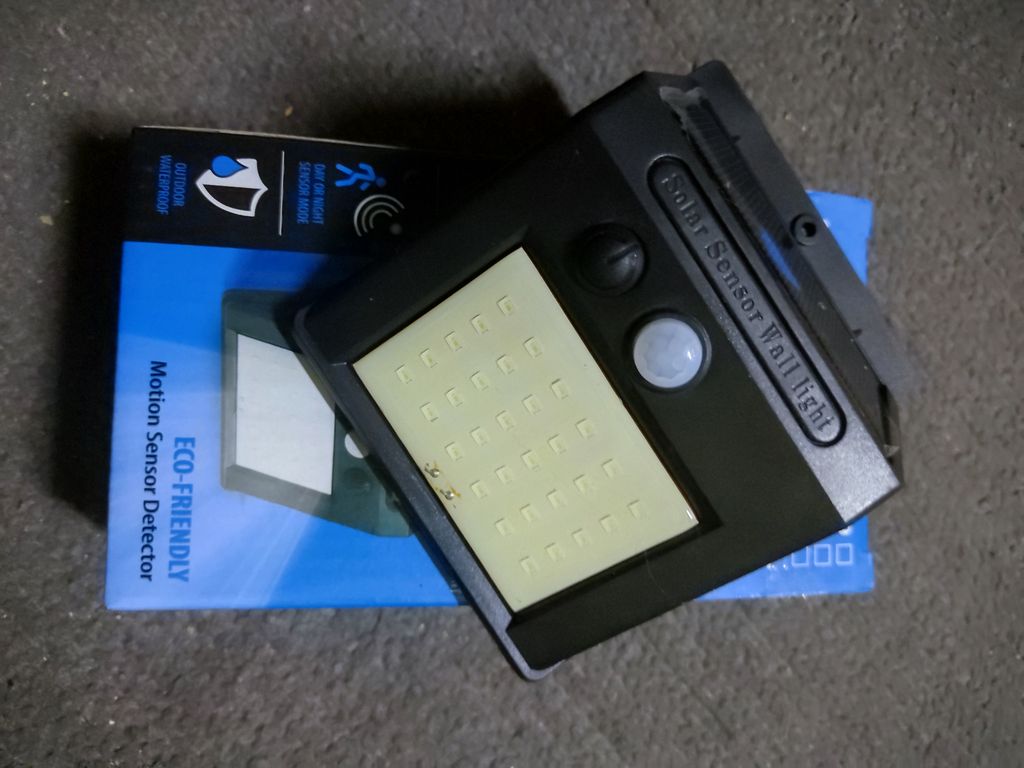 Solar Sensor Wall light
OUTDOOR
WATERPROOF
DAY OR NIGHT
SENSOR MODE
ECO-FRIENDLY
Motion Sensor Detector